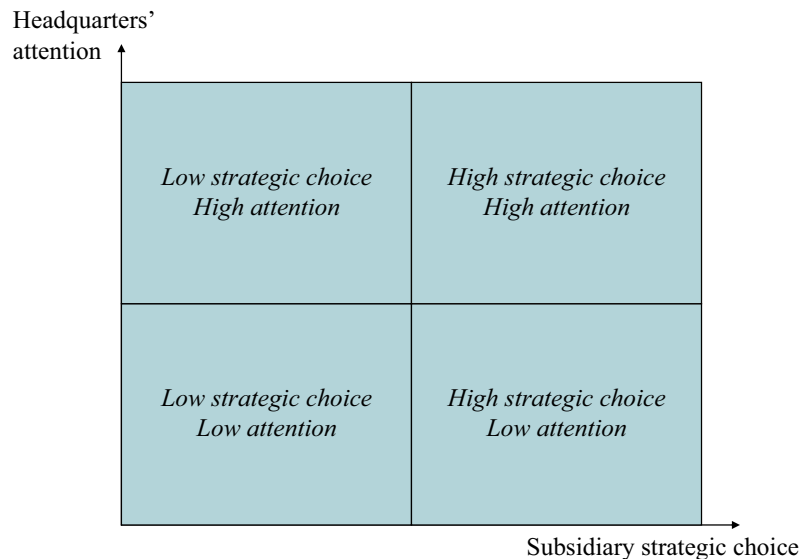 Headquarters’
attention
Low strategic choice
High attention
High strategic choice
High attention
Low strategic choice
Low attention
High strategic choice
Low attention
Subsidiary strategic choice